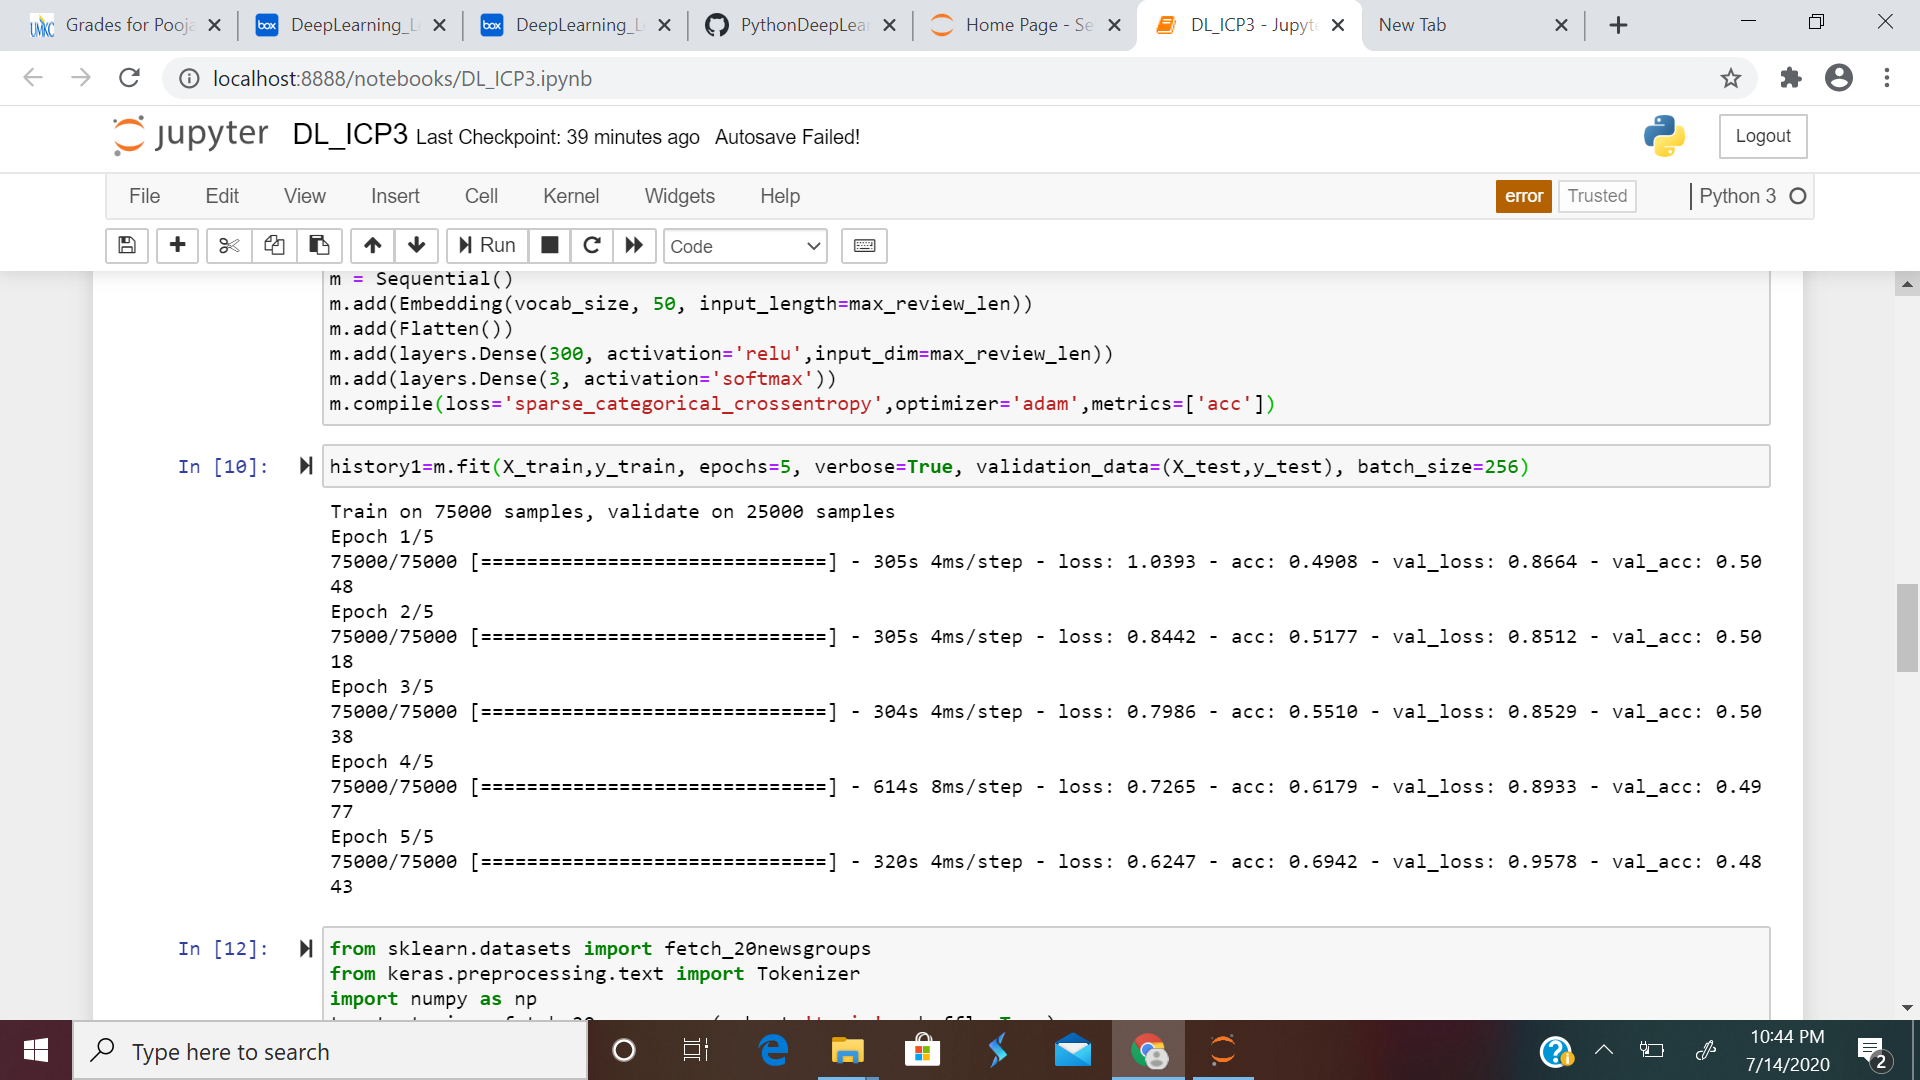 Grades for Pooja
DeepLearning_L
DeepLearning_L
PythonDeepLear
Home Page - Se
DL_ICP3 - Jupyt
New Tab
localhost:8888/notebooks/DL_ICP3.ipynb
jupyter DL_ICP3 Last Checkpoint: 39 minutes ago Autosave Failed!
Logout
File Edit View Insert Cell Kernel Widgets Help
error Trusted Python 3
Run Code
m = Sequential()
m.add(Embedding(vocab_size, 50, input_length=max_review_len))
m.add(Flatten())
m.add(layers.Dense(300, activation='relu',input_dim=max_review_len))
m.add(layers.Dense(3, activation='softmax'))
m.compile(loss='sparse_categorical_crossentropy',optimizer='adam',metrics=['acc'])
In [10]: history1=m.fit(X_train,y_train, epochs=5, verbose=True, validation_data=(X_test,y_test), batch_size=256)
Train on 75000 samples, validate on 25000 samples
Epoch 1/5
75000/75000 [==============================] - 305s 4ms/step - loss: 1.0393 - acc: 0.4908 - val_loss: 0.8664 - val_acc: 0.50
48
Epoch 2/5
75000/75000 [==============================] - 305s 4ms/step - loss: 0.8442 - acc: 0.5177 - val_loss: 0.8512 - val_acc: 0.50
18
Epoch 3/5
75000/75000 [==============================] - 304s 4ms/step - loss: 0.7986 - acc: 0.5510 - val_loss: 0.8529 - val_acc: 0.50
38
Epoch 4/5
75000/75000 [==============================] - 614s 8ms/step - loss: 0.7265 - acc: 0.6179 - val_loss: 0.8933 - val_acc: 0.49
77
Epoch 5/5
75000/75000 [==============================] - 320s 4ms/step - loss: 0.6247 - acc: 0.6942 - val_loss: 0.9578 - val_acc: 0.48
43
In [12]: from sklearn.datasets import fetch_20newsgroups
from keras.preprocessing.text import Tokenizer
import numpy as np
Type here to search
10:44 PM
7/14/2020
2